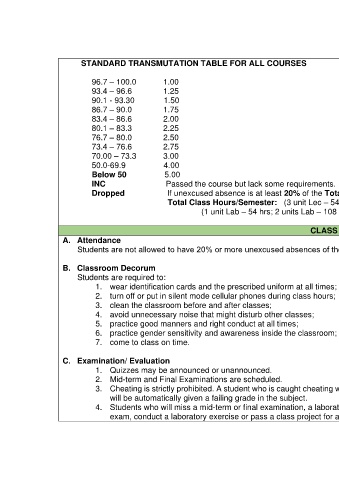 STANDARD TRANSMUTATION TABLE FOR ALL COURSES
96.7 – 100.0 1.00
93.4 – 96.6 1.25
90.1 - 93.30 1.50
86.7 – 90.0 1.75
83.4 – 86.6 2.00
80.1 – 83.3 2.25
76.7 – 80.0 2.50
73.4 – 76.6 2.75
70.00 – 73.3 3.00
50.0-69.9 4.00
Below 50 5.00
INC Passed the course but lack some requirements.
Dropped If unexcused absence is at least 20% of the Tota
Total Class Hours/Semester: (3 unit Lec – 54
(1 unit Lab – 54 hrs; 2 units Lab – 108
CLASS
A. Attendance
Students are not allowed to have 20% or more unexcused absences of the
B. Classroom Decorum
Students are required to:
1. wear identification cards and the prescribed uniform at all times;
2. turn off or put in silent mode cellular phones during class hours;
3. clean the classroom before and after classes;
4. avoid unnecessary noise that might disturb other classes;
5. practice good manners and right conduct at all times;
6. practice gender sensitivity and awareness inside the classroom;
7. come to class on time.
C. Examination/ Evaluation
1. Quizzes may be announced or unannounced.
2. Mid-term and Final Examinations are scheduled.
3. Cheating is strictly prohibited. A student who is caught cheating w
will be automatically given a failing grade in the subject.
4. Students who will miss a mid-term or final examination, a laborat
exam, conduct a laboratory exercise or pass a class project for a